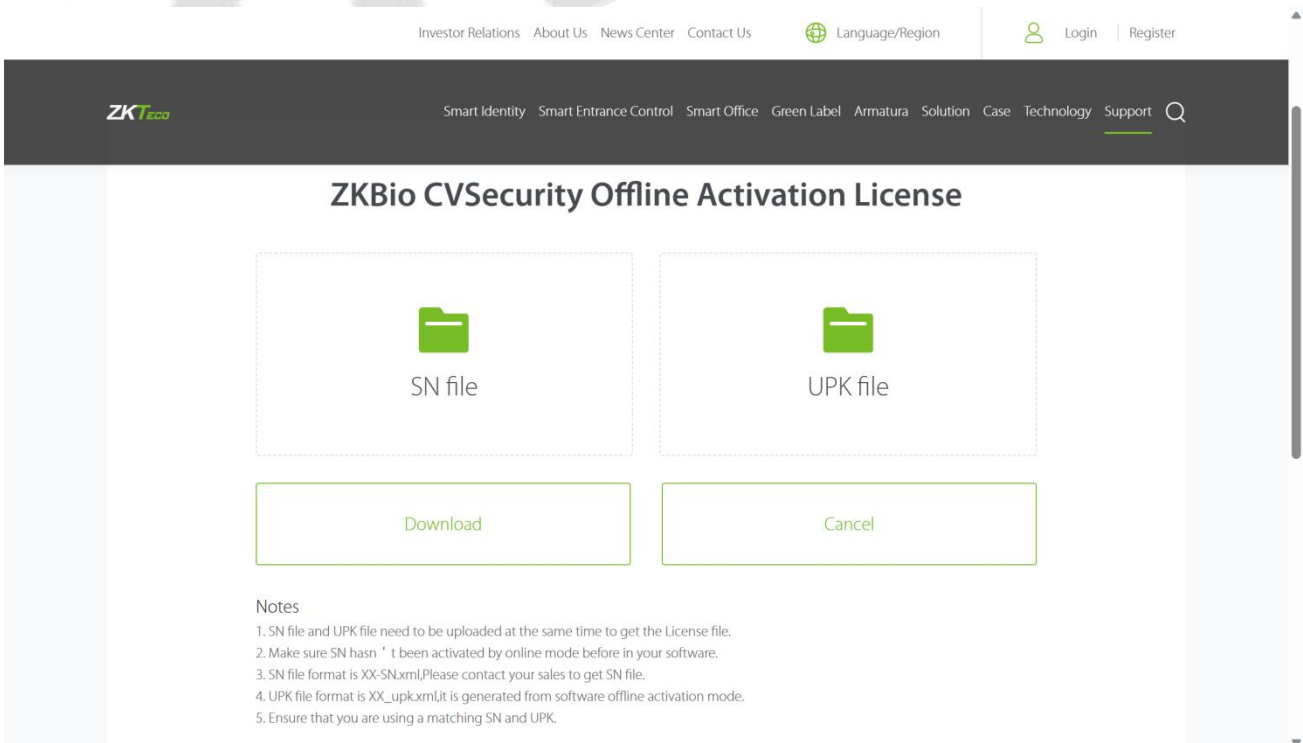 Investor Relations About Us News Center Contact Us Language/Region Login Register
ZKTECO Smart Identity Smart Entrance Control Smart Office Green Label Armatura Solution Case Technology Support
ZKBio CVSecurity Offline Activation License
SN file UPK file
Download Cancel
Notes
1. SN file and UPK file need to be uploaded at the same time to get the License file.
2. Make sure SN hasn ' t been activated by online mode before in your software.
3. SN file format is XX-SN.xml,Please contact your sales to get SN file.
4. UPK file format is XX_upk.xml,it is generated from software offline activation mode.
5. Ensure that you are using a matching SN and UPK.